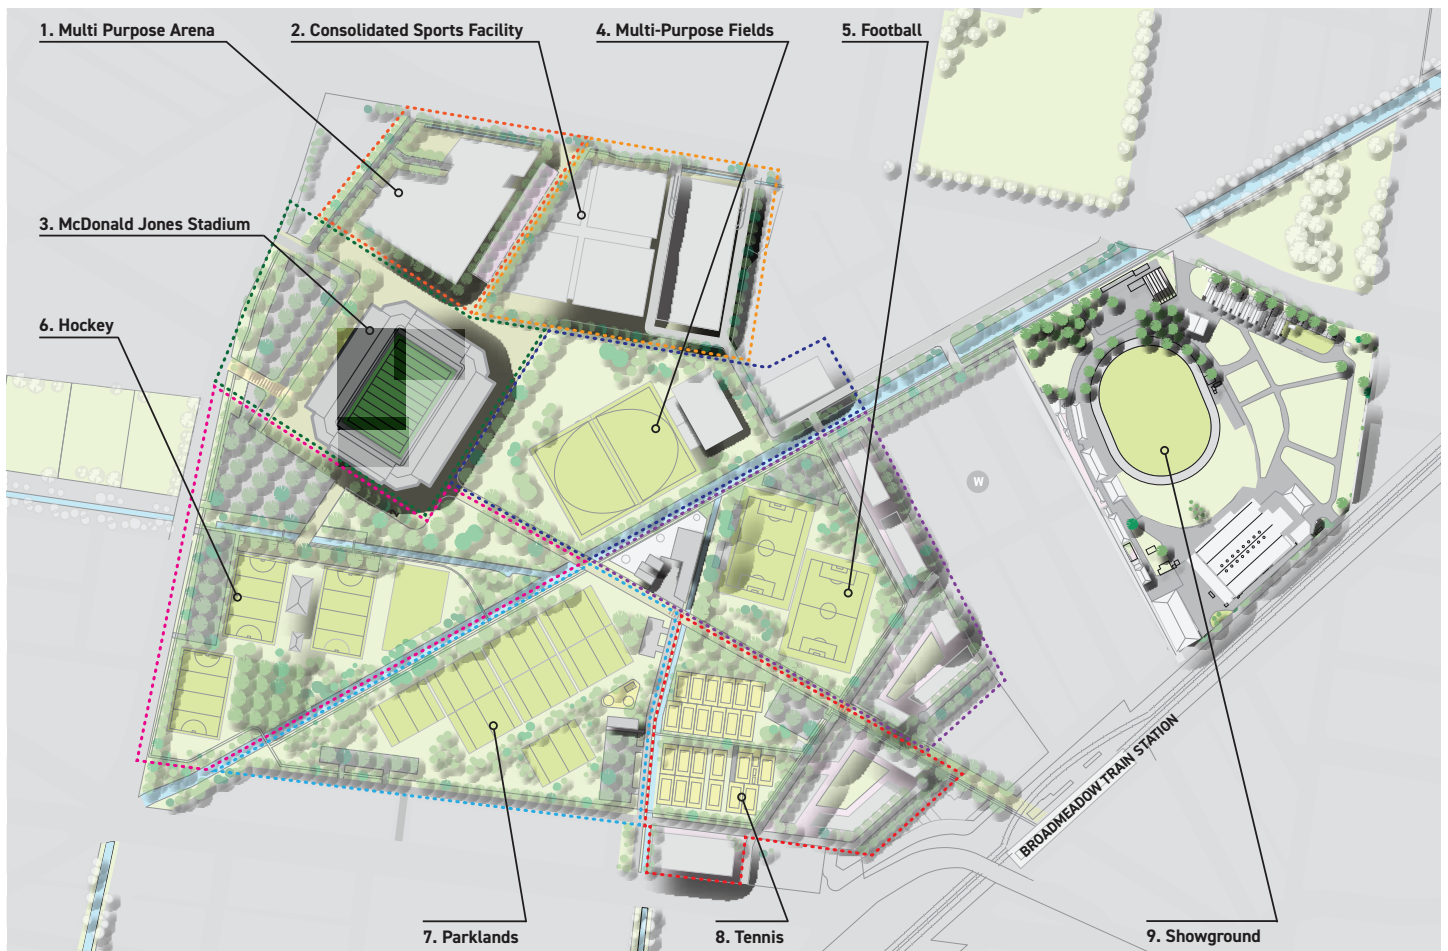 1. Multi Purpose Arena
2. Consolidated Sports Facility
4. Multi-Purpose Fields
5. Football
3. McDonald Jones Stadium
6. Hockey
W
BROADMEADOW TRAIN STATION
7. Parklands
8. Tennis
9. Showground